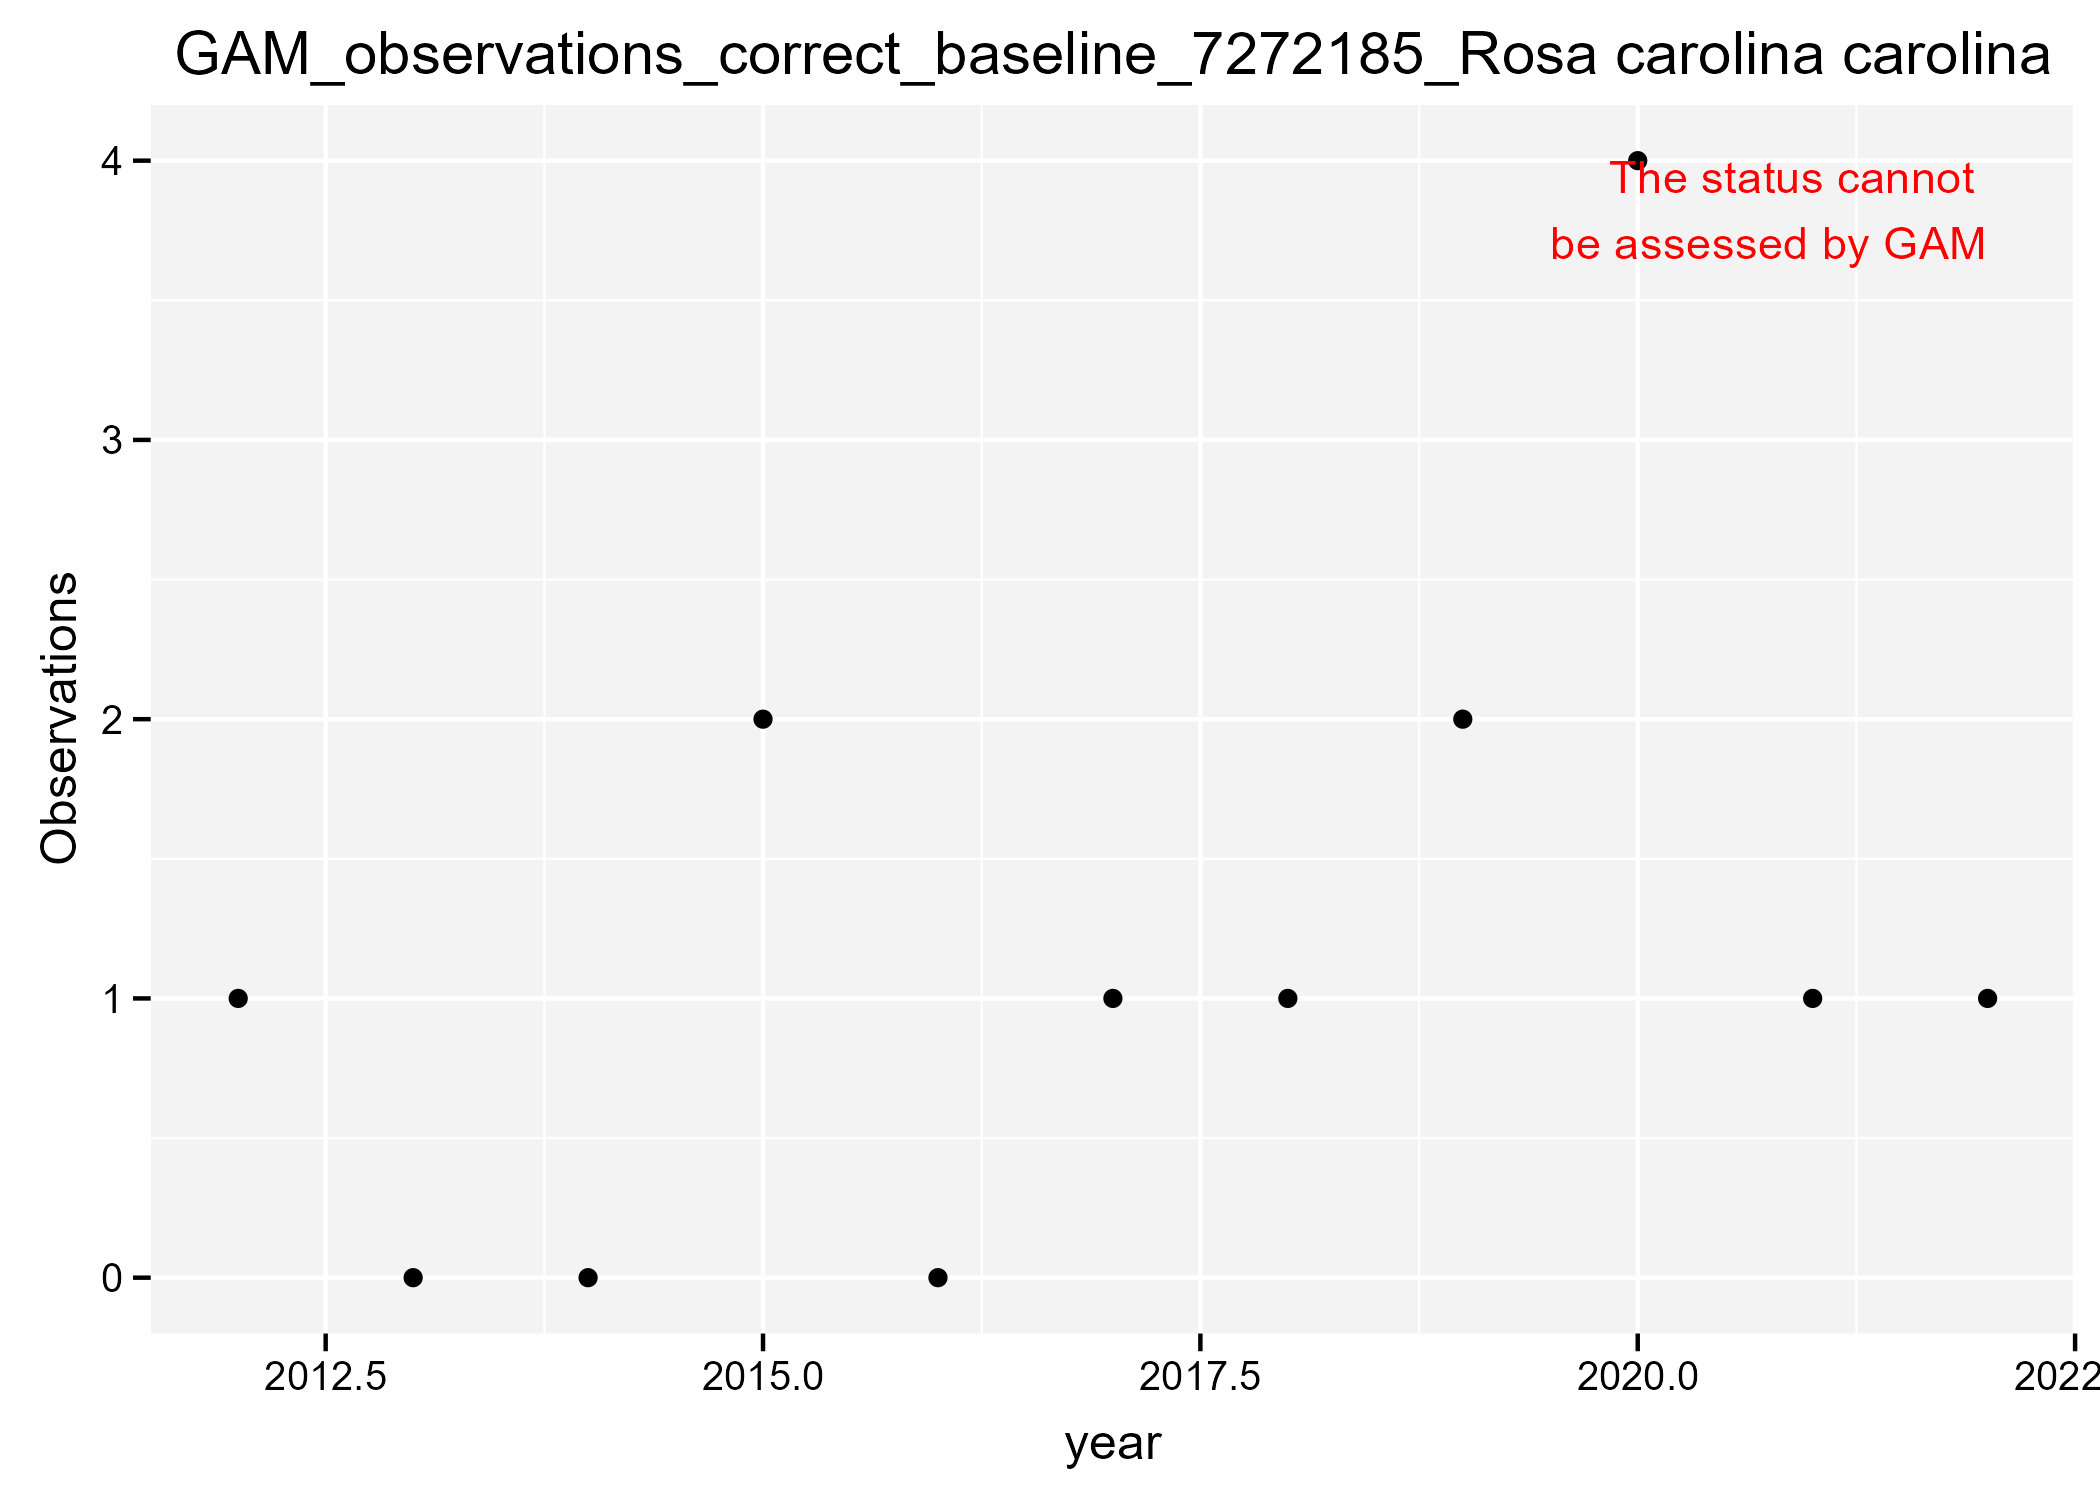 GAM_observations_correct_baseline_7272185_Rosa carolina carolina
4
The status cannot
be assessed by GAM
3
Observations
2
1
0
2012.5
2015.0
2017.5
2020.0
2022
year